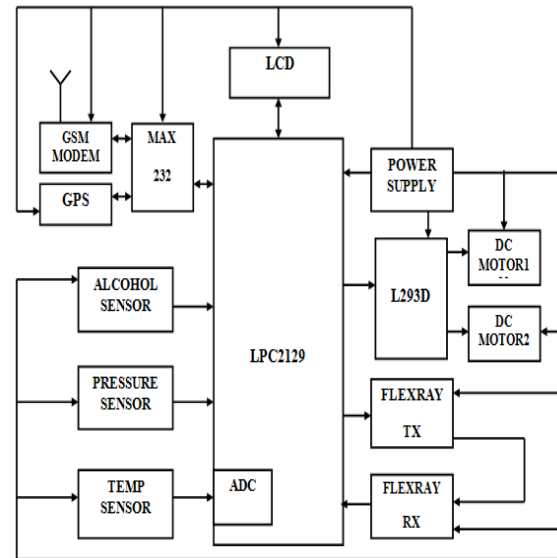 LCD
GSM
MODEM
MAX
232
GPS
POWER
SUPPLY
L293D
DC
MOTOR1
--
DC
MOTOR2
ALCOHOL
SENSOR
LPC2129
PRESSURE
SENSOR
FLEXRAY
TX
TEMP
SENSOR
ADC
FLEXRAY
RX